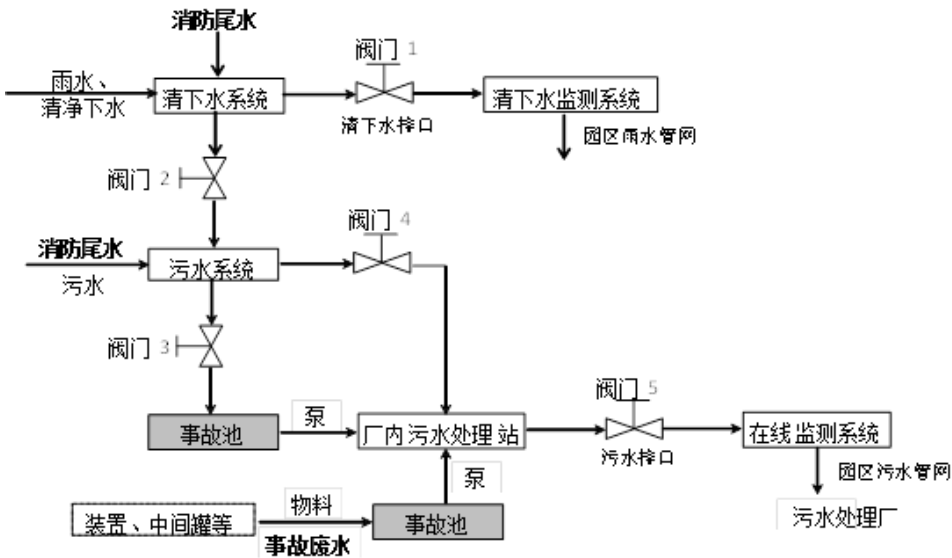 消防尾水
阀门 1
雨水、
清净下水
清下水系统
清下水监测系统
清下水排口
园区雨水管网
阀门 2
阀门 4
消防尾水
污水
污水系统
阀门 3
阀门 5
事故池
泵
厂内污水处理站
在线监测系统
污水排口
园区污水管网
泵
物料
装置、中间罐等
事故池
事故废水
污水处理厂